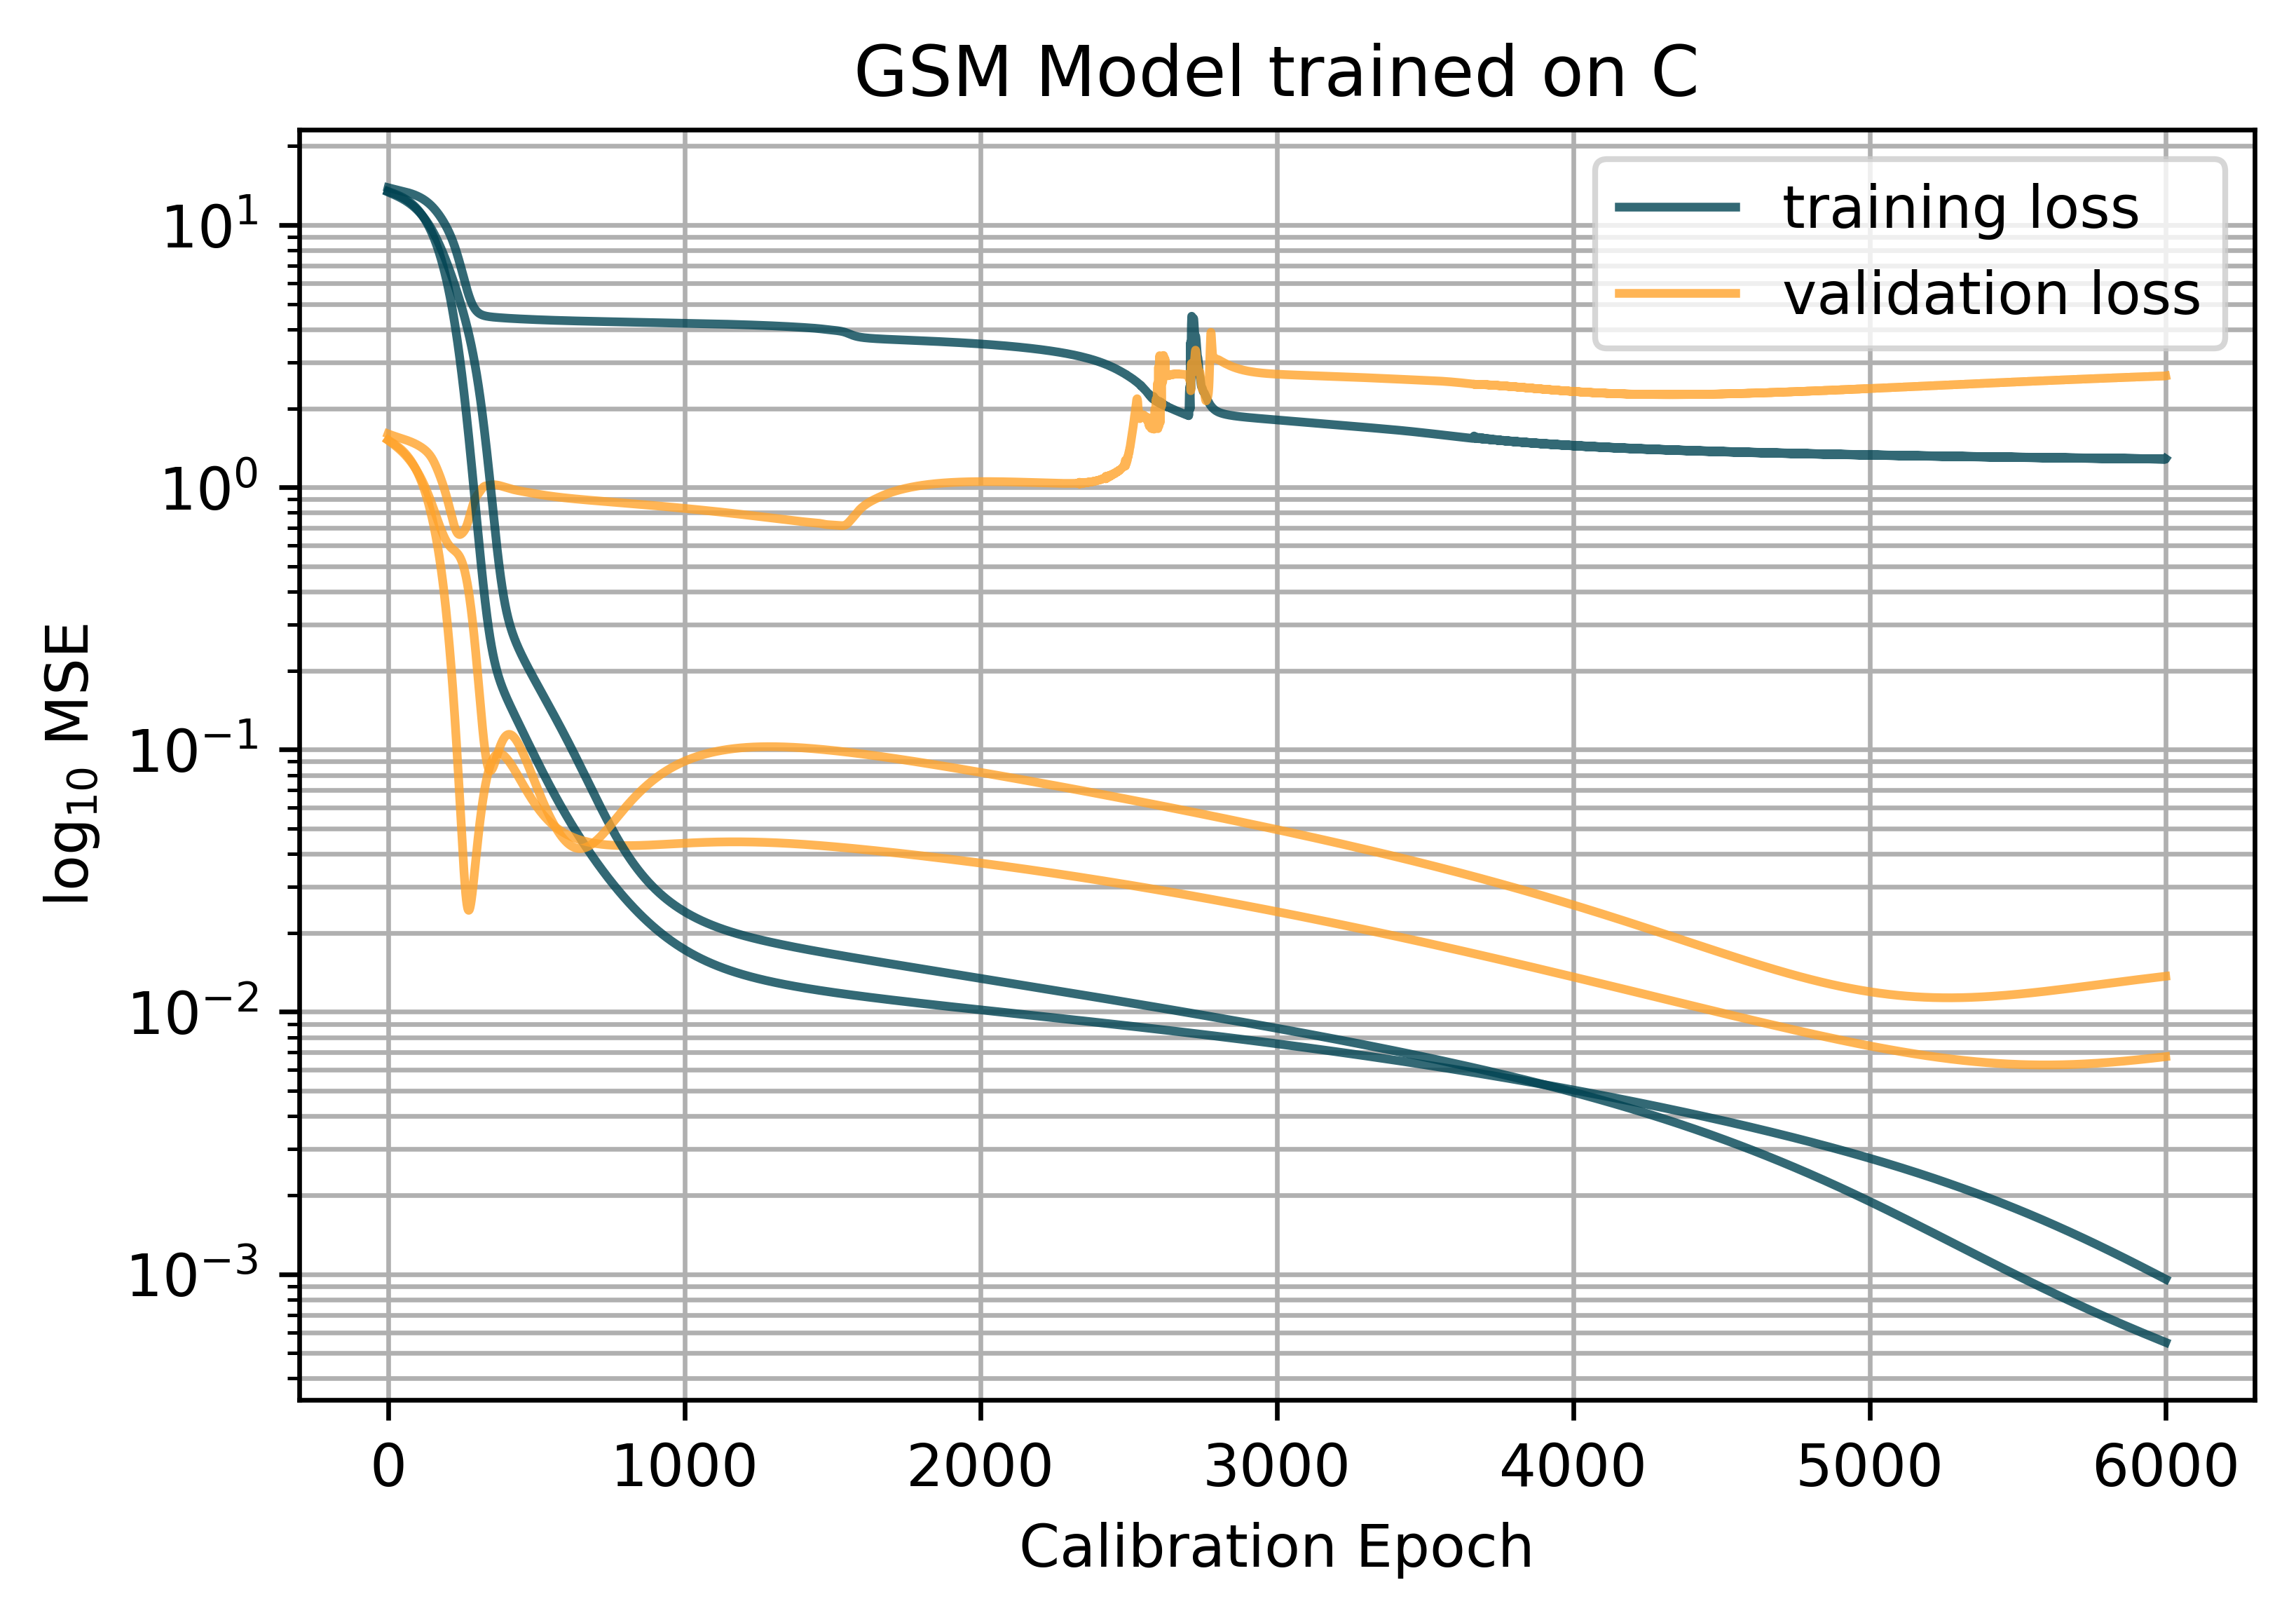 GSM Model trained on C
training loss
validation loss
10¹
10⁰
10⁻¹
10⁻²
10⁻³
log₁₀ MSE
0 1000 2000 3000 4000 5000 6000
Calibration Epoch